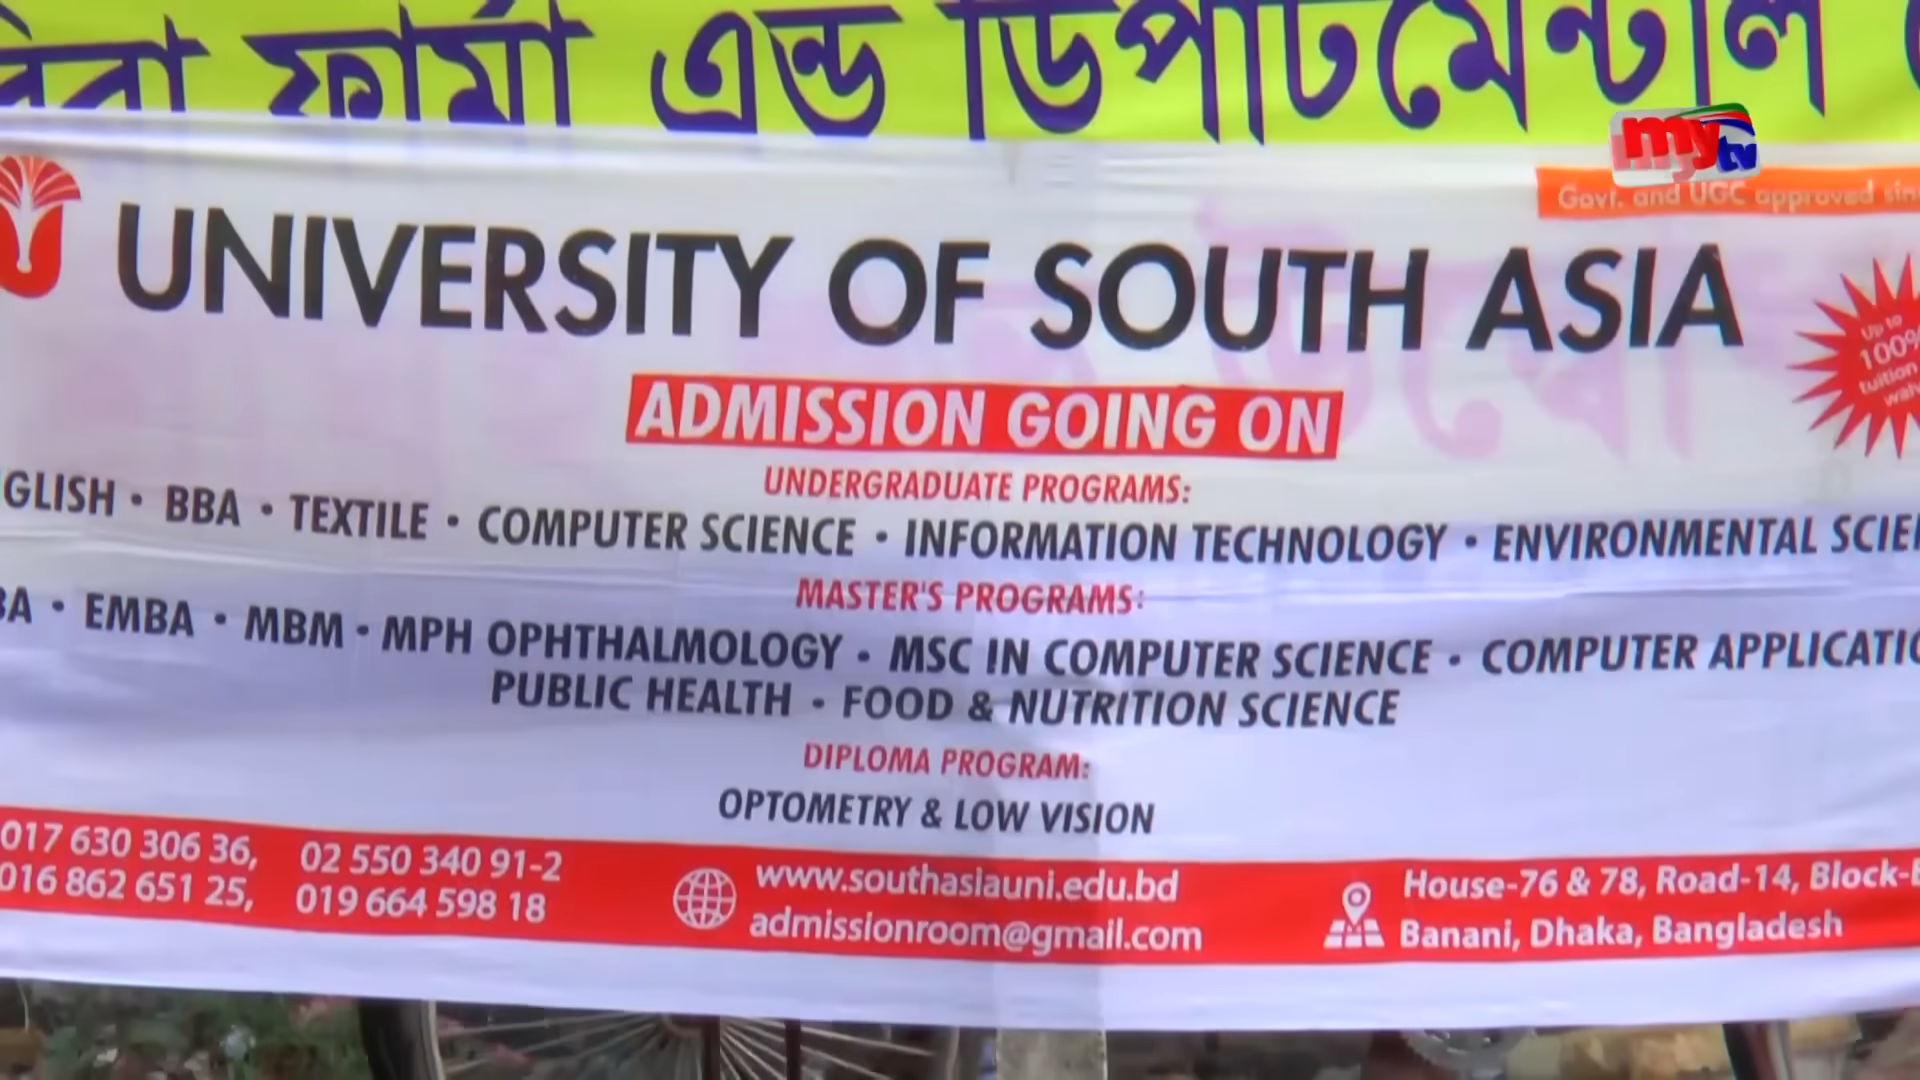 ফার্মা এন্ড ডিপার্টমেন্টাল
my tv
Govt. and UGC approved
UNIVERSITY OF SOUTH ASIA
Up to
100%
tuition
ADMISSION GOING ON
UNDERGRADUATE PROGRAMS:
GLISH • BBA • TEXTILE • COMPUTER SCIENCE • INFORMATION TECHNOLOGY • ENVIRONMENTAL SCIE
MASTER'S PROGRAMS:
BA • EMBA • MBM • MPH OPHTHALMOLOGY • MSC IN COMPUTER SCIENCE • COMPUTER APPLICATIO
PUBLIC HEALTH • FOOD & NUTRITION SCIENCE
DIPLOMA PROGRAM:
OPTOMETRY & LOW VISION
017 630 306 36, 02 550 340 91-2
016 862 651 25, 019 664 598 18
www.southasiauni.edu.bd
admissionroom@gmail.com
House-76 & 78, Road-14, Block-B
Banani, Dhaka, Bangladesh